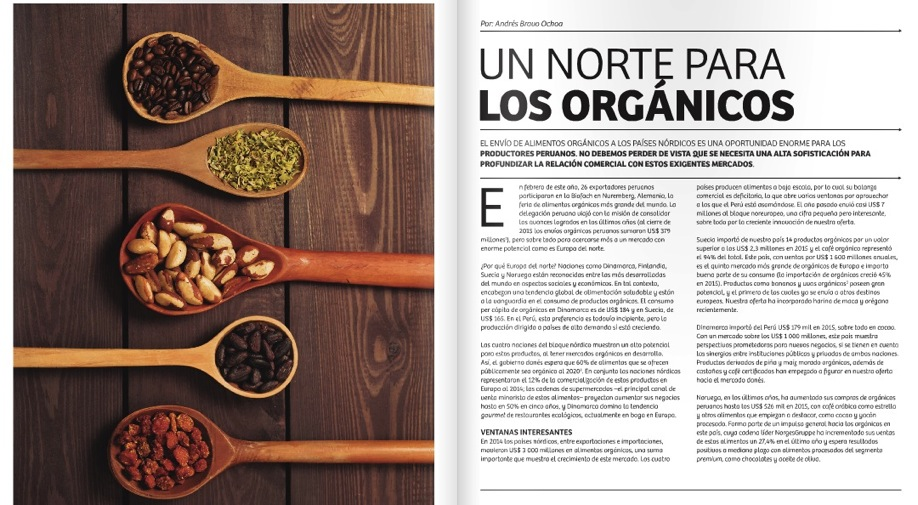 Por: Andrés Bravo Ochoa
UN NORTE PARA
LOS ORGÁNICOS
EL ENVÍO DE ALIMENTOS ORGÁNICOS A LOS PAÍSES NÓRDICOS ES UNA OPORTUNIDAD ENORME PARA LOS
PRODUCTORES PERUANOS. NO DEBEMOS PERDER DE VISTA QUE SE NECESITA UNA ALTA SOFISTICACIÓN PARA
PROFUNDIZAR LA RELACIÓN COMERCIAL CON ESTOS EXIGENTES MERCADOS.
En febrero de este año, 26 exportadores peruanos
participaron en la Biofach en Nuremberg, Alemania, la
feria de alimentos orgánicos más grande del mundo. La
delegación peruana viajó con la misión de consolidar
los avances logrados en los últimos años (al cierre de
2015 los envíos orgánicos peruanos sumaron US$ 379
millones¹), pero sobre todo para acercarse más a un mercado con
enorme potencial como es Europa del norte.
¿Por qué Europa del norte? Naciones como Dinamarca, Finlandia,
Suecia y Noruega están reconocidas entre las más desarrolladas
del mundo en aspectos sociales y económicos. En tal contexto,
encabezan una tendencia global de alimentación saludable y están
a la vanguardia en el consumo de productos orgánicos. El consumo
per cápita de orgánicos en Dinamarca es de US$ 184 y en Suecia, de
US$ 165. En el Perú, esta preferencia es todavía incipiente, pero la
producción dirigida a países de alta demanda sí está creciendo.
Las cuatro naciones del bloque nórdico muestran un alto potencial
para estos productos, al tener mercados orgánicos en desarrollo.
Así, el gobierno danés espera que 60% de alimentos que se ofrecen
públicamente sea orgánico al 2020². En conjunto las naciones nórdicas
representaron el 12% de la comercialización de estos productos en
Europa al 2014; las cadenas de supermercados –el principal canal de
venta minorista de estos alimentos– proyectan aumentar sus negocios
hasta en 50% en cinco años, y Dinamarca domina la tendencia
gourmet de restaurantes ecológicos, actualmente en boga en Europa.
VENTANAS INTERESANTES
En 2014 los países nórdicos, entre exportaciones e importaciones,
movieron US$ 3 000 millones en alimentos orgánicos, una suma
importante que muestra el crecimiento de este mercado. Los cuatro
países producen alimentos a baja escala, por lo cual su balanza
comercial es deficitaria, lo que abre varias ventanas por aprovechar
a las que el Perú está asomándose. El año pasado envió casi US$ 7
millones al bloque noreuropeo, una cifra pequeña pero interesante,
sobre todo por la creciente innovación de nuestra oferta.
Suecia importó de nuestro país 14 productos orgánicos por un valor
superior a los US$ 2,3 millones en 2015 y el café orgánico representó
el 94% del total. Este país, con ventas por US$ 1 600 millones anuales,
es el quinto mercado más grande de orgánicos de Europa e importa
buena parte de su consumo (la importación de orgánicos creció 45%
en 2015). Productos como bananas y uvas orgánicos³ poseen gran
potencial, y el primero de los cuales ya se envía a otros destinos
europeos. Nuestra oferta ha incorporado harina de maca y orégano
recientemente.
Dinamarca importó del Perú US$ 179 mil en 2015, sobre todo en cacao.
Con un mercado sobre los US$ 1 000 millones, este país muestra
perspectivas prometedoras para nuevos negocios, si se tienen en cuenta
las sinergias entre instituciones públicas y privadas de ambas naciones.
Productos derivados de piña y maíz morado orgánicos, además de
castañas y café certificados han empezado a figurar en nuestra oferta
hacia el mercado danés.
Noruega, en los últimos años, ha aumentado sus compras de orgánicos
peruanos hasta los US$ 526 mil en 2015, con café arábica como estrella
y otros alimentos que empiezan a destacar, como cacao y yacón
procesado. Forma parte de un impulso general hacia los orgánicos en
este país, cuya cadena líder NorgesGruppe ha incrementado sus ventas
de estos alimentos un 27,4% en el último año y espera resultados
positivos a mediano plazo con alimentos procesados del segmento
premium, como chocolates y aceite de oliva.